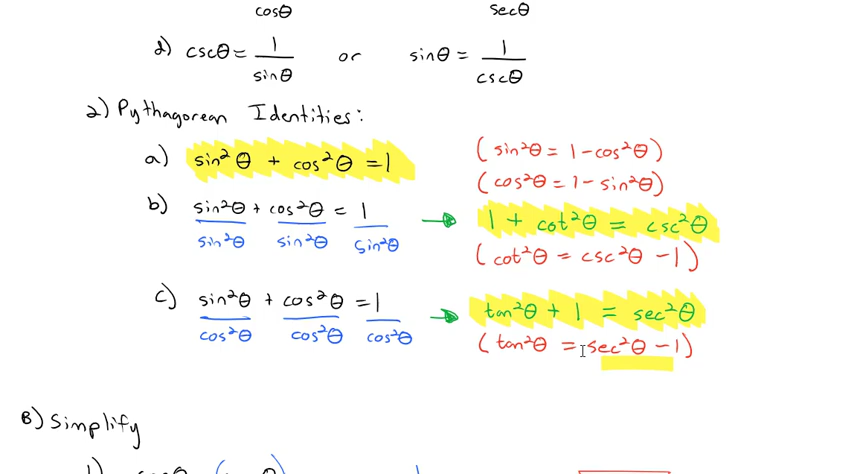 cosθ secθ
d) cscθ = 1/sinθ or sinθ = 1/cscθ
2) Pythagorean Identities:
a) sin²θ + cos²θ = 1 (sin²θ = 1 - cos²θ)
(cos²θ = 1 - sin²θ)
b) sin²θ/sin²θ + cos²θ/sin²θ = 1/sin²θ → 1 + cot²θ = csc²θ
(cot²θ = csc²θ - 1)
c) sin²θ/cos²θ + cos²θ/cos²θ = 1/cos²θ → tan²θ + 1 = sec²θ
(tan²θ = sec²θ - 1)
B) Simplify
1)